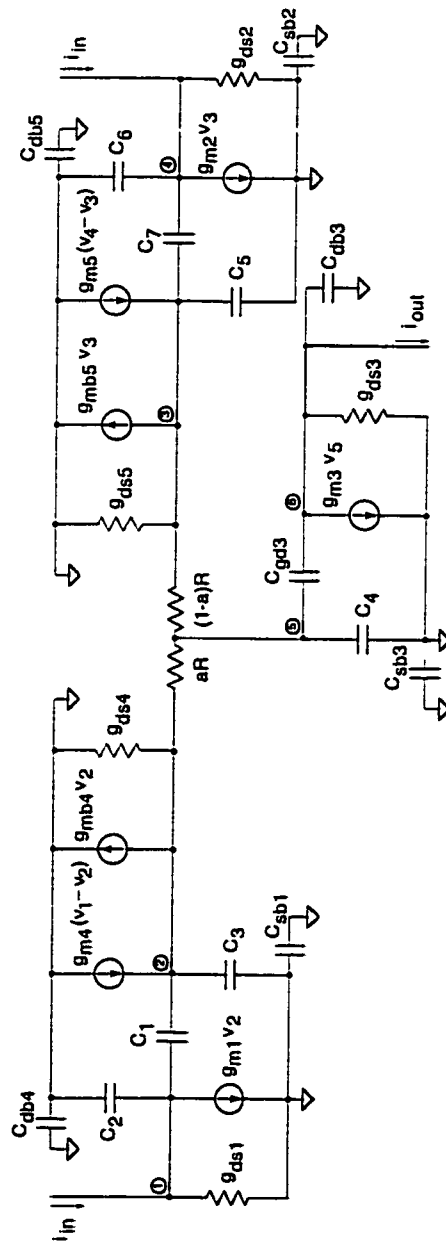 i_in
C_db4
C_2
①
g_ds1
g_m1 v_2
C_1
g_m4(v_1-v_2)
②
C_3
C_sb1
g_mb4 v_2
g_ds4
aR
(1-a)R
g_ds5
g_mb5 v_3
③
g_m5(v_4-v_3)
C_db5
C_6
C_7
④
C_5
g_m2 v_3
g_ds2
i_in
C_sb2
⑤
C_gd3
⑥
C_4
C_sb3
g_m3 v_5
g_ds3
C_db3
i_out